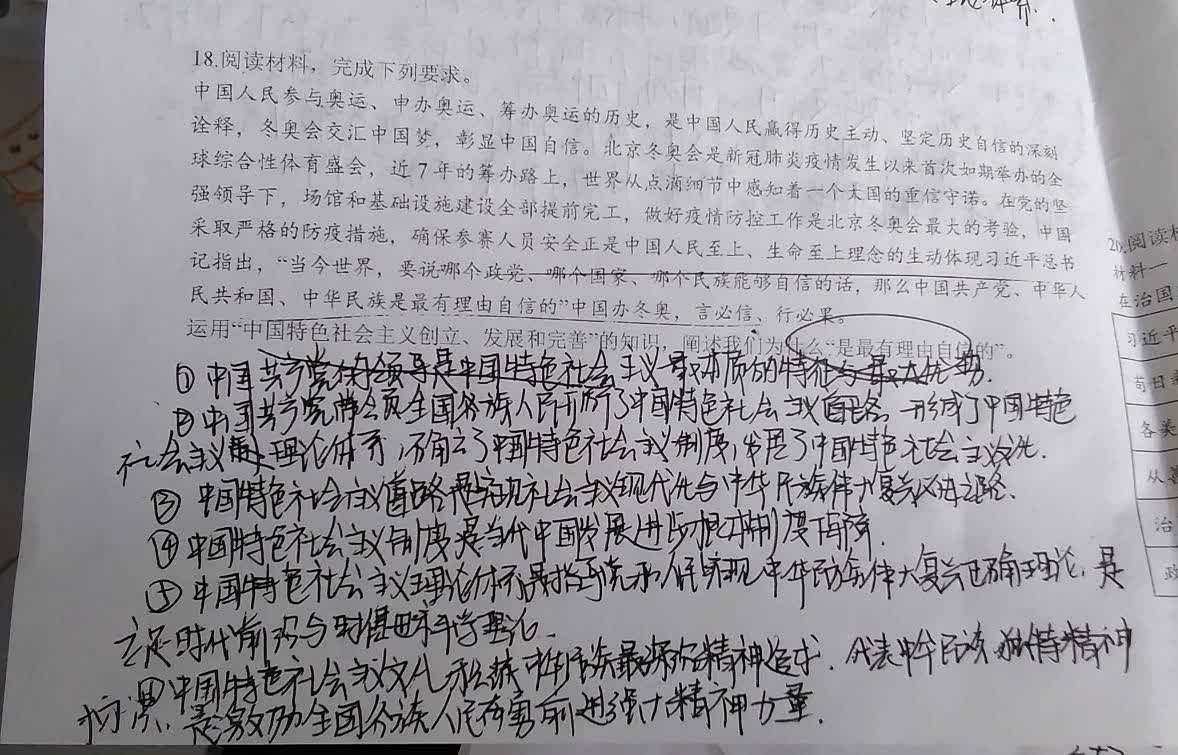 18.阅读材料，完成下列要求。
中国人民参与奥运、申办奥运、筹办奥运的历史，是中国人民赢得历史主动、坚定历史自信的深刻
诠释，冬奥会交汇中国梦，彰显中国自信。北京冬奥会是新冠肺炎疫情发生以来首次如期举办的全
球综合性体育盛会，近7年的筹办路上，世界从点滴细节中感知着一个大国的重信守诺。在党的坚
强领导下，场馆和基础设施建设全部提前完工，做好疫情防控工作是北京冬奥会最大的考验，中国
采取严格的防疫措施，确保参赛人员安全正是中国人民至上、生命至上理念的生动体现习近平总书
记指出，“当今世界，要说哪个政党、哪个国家、哪个民族能够自信的话，那么中国共产党、中华人
民共和国、中华民族是最有理由自信的”中国办冬奥，言必信、行必果。
运用“中国特色社会主义创立、发展和完善”的知识，阐述我们为什么“是最有理由自信的”。
①中国共产党的领导是中国特色社会主义最本质的特征与最大优势.
②中国共产党带领全国各族人民开辟了中国特色社会主义道路，形成了中国特色
社会主义理论体系，确立了中国特色社会主义制度，发展了中国特色社会主义文化.
③中国特色社会主义道路是实现社会主义现代化与中华民族伟大复兴必由之路.
④中国特色社会主义制度是当代中国发展进步根本制度保障.
⑤中国特色社会主义理论体系是指导党和人民实现中华民族伟大复兴正确理论，是
立足时代前沿与时俱进科学理论.
中国特色社会主义文化积淀中华民族最深沉精神追求，代表中华民族独特精神
标识，是激励全国各族人民奋勇前进强大精神力量.
20.阅读材
材料一
在治国
习近平
苟日
各美
从善
治
政